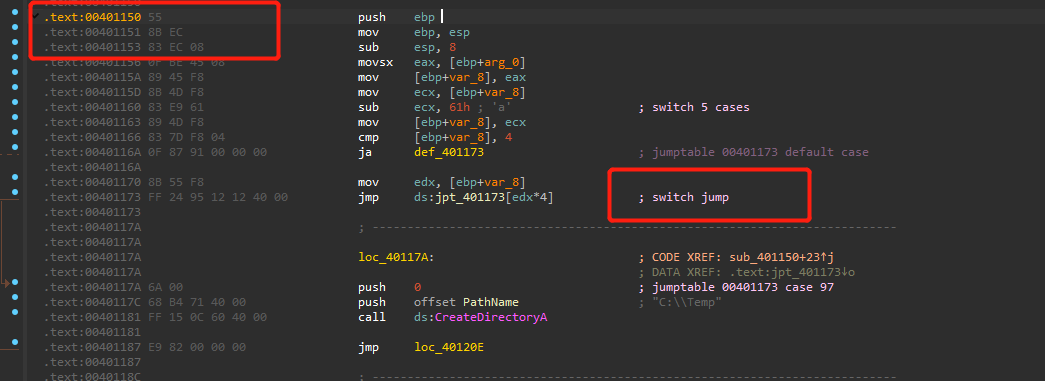 .text:00401150 55 push ebp
.text:00401151 8B EC mov ebp, esp
.text:00401153 83 EC 08 sub esp, 8
.text:00401156 0F BE 45 08 movsx eax, [ebp+arg_0]
.text:0040115A 89 45 F8 mov [ebp+var_8], eax
.text:0040115D 8B 4D F8 mov ecx, [ebp+var_8]
.text:00401160 83 E9 61 sub ecx, 61h ; 'a' ; switch 5 cases
.text:00401163 89 4D F8 mov [ebp+var_8], ecx
.text:00401166 83 7D F8 04 cmp [ebp+var_8], 4
.text:0040116A 0F 87 91 00 00 00 ja def_401173 ; jumptable 00401173 default case
.text:0040116A
.text:00401170 8B 55 F8 mov edx, [ebp+var_8]
.text:00401173 FF 24 95 12 12 40 00 jmp ds:jpt_401173[edx*4] ; switch jump
.text:00401173
.text:0040117A ; ---------------------------------------------------------------------------
.text:0040117A
.text:0040117A loc_40117A: ; CODE XREF: sub_401150+23↑j
.text:0040117A ; DATA XREF: .text:jpt_401173↓o
.text:0040117A 6A 00 push 0 ; jumptable 00401173 case 97
.text:0040117C 68 B4 71 40 00 push offset PathName ; "C:\\Temp"
.text:00401181 FF 15 0C 60 40 00 call ds:CreateDirectoryA
.text:00401181
.text:00401187 E9 82 00 00 00 jmp loc_40120E
.text:00401187
.text:0040118C ; ---------------------------------------------------------------------------